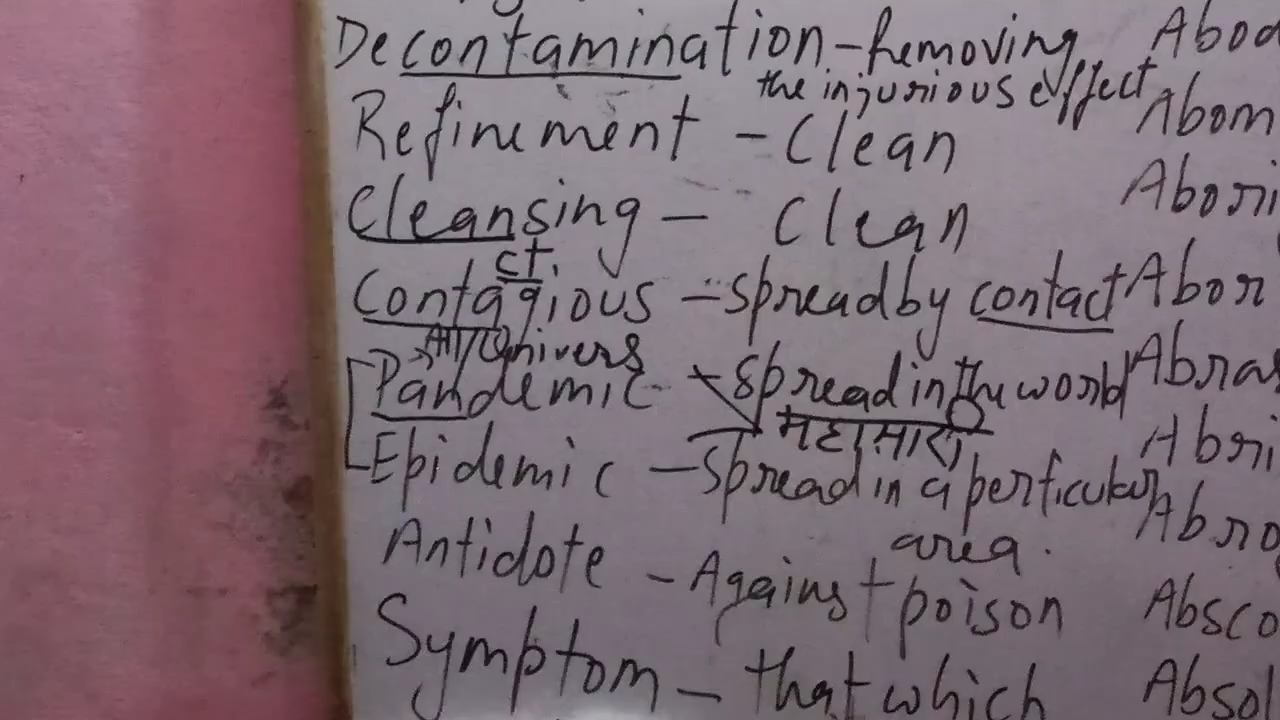 Decontamination - Removing
the injurious effect
Refinement - Clean
Cleansing - Clean
ct.
Contagious - Spread by contact
All/Univers
Pandemic - Spread in the world
महामारी
Epidemic - Spread in a perticular
area.
Antidote - Against poison
Symptom - that which
Abom
Abori
Abor
Abras
Abri
Abro
Absco
Absol